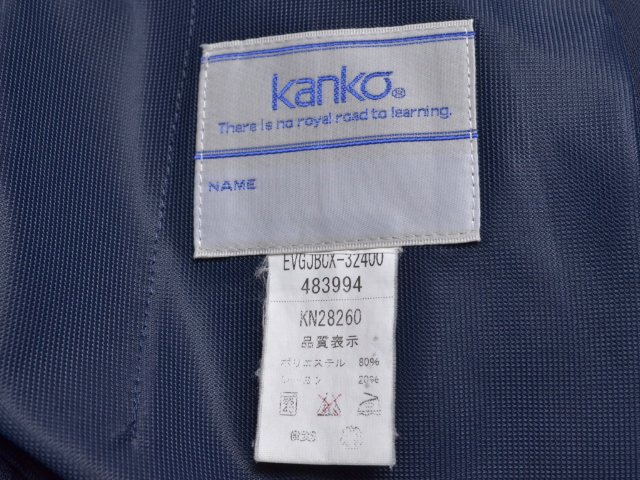 kanko®
There is no royal road to learning.
NAME
EVGJBCX-32400
483994
KN28260
品質表示
ポリエステル 80%
レーヨン 20%